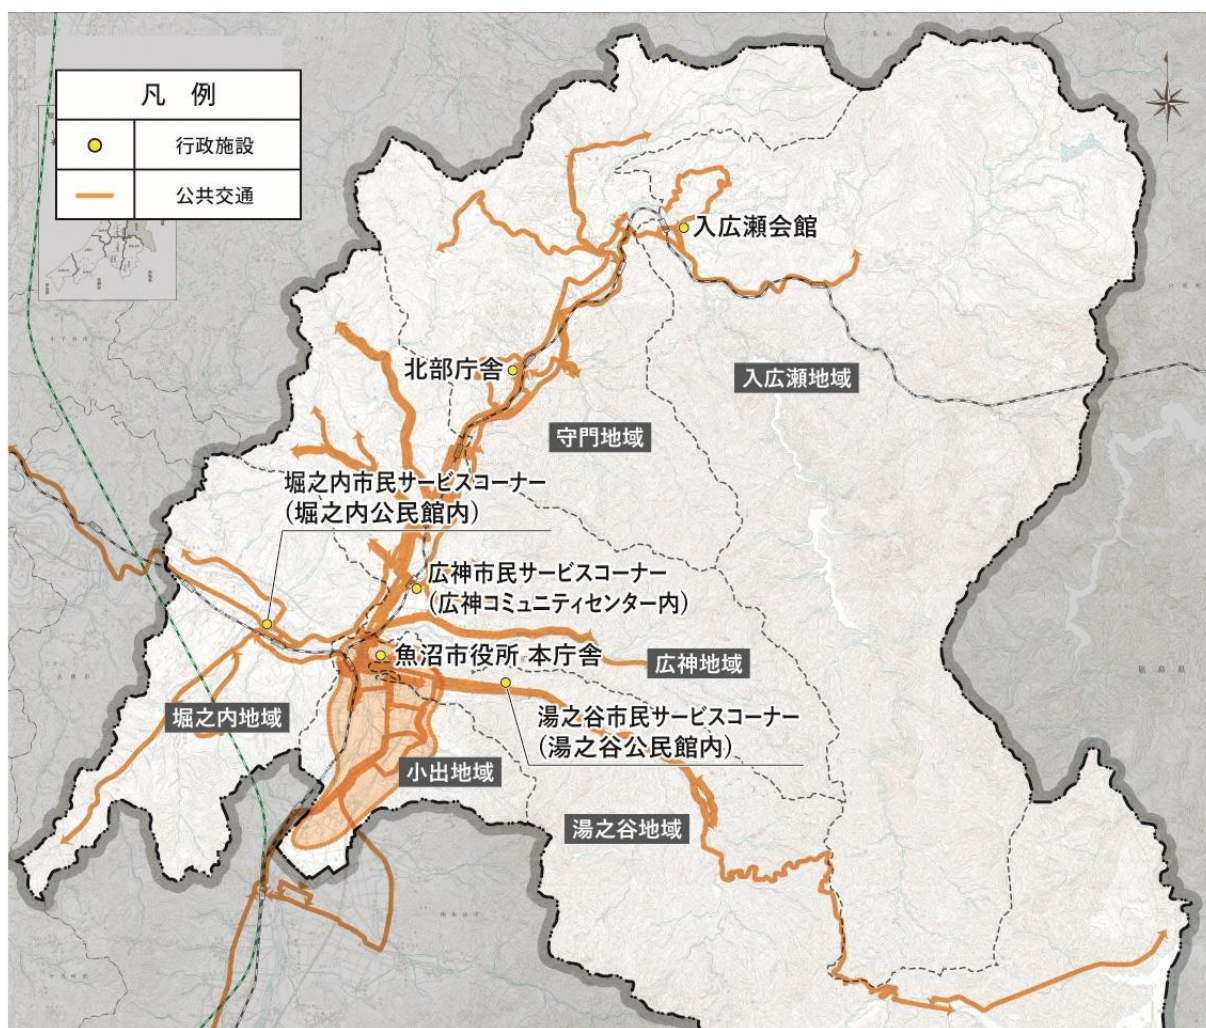 凡 例
行政施設
公共交通
入広瀬会館
北部庁舎
入広瀬地域
守門地域
堀之内市民サービスコーナー
(堀之内公民館内)
広神市民サービスコーナー
(広神コミュニティセンター内)
魚沼市役所 本庁舎
広神地域
堀之内地域
湯之谷市民サービスコーナー
(湯之谷公民館内)
小出地域
湯之谷地域
福島県